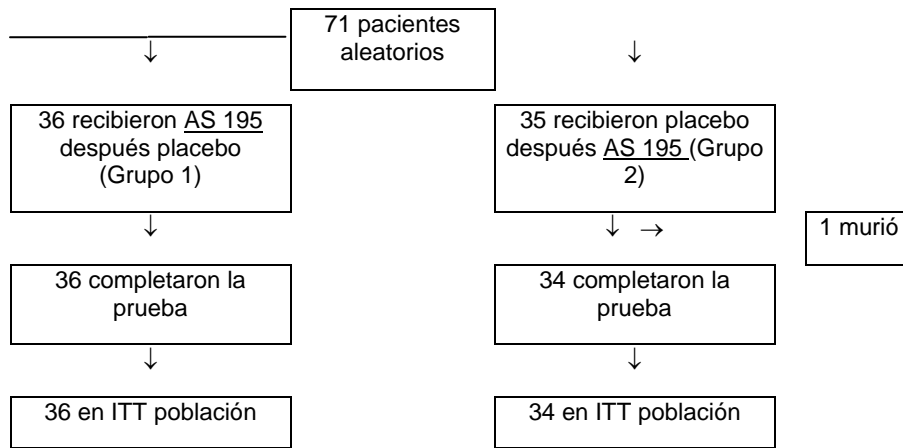 71 pacientes
aleatorios
↓
↓
36 recibieron AS 195
después placebo
(Grupo 1)
35 recibieron placebo
después AS 195 (Grupo
2)
↓
↓ →
1 murió
36 completaron la
prueba
34 completaron la
prueba
↓
↓
36 en ITT población
34 en ITT población